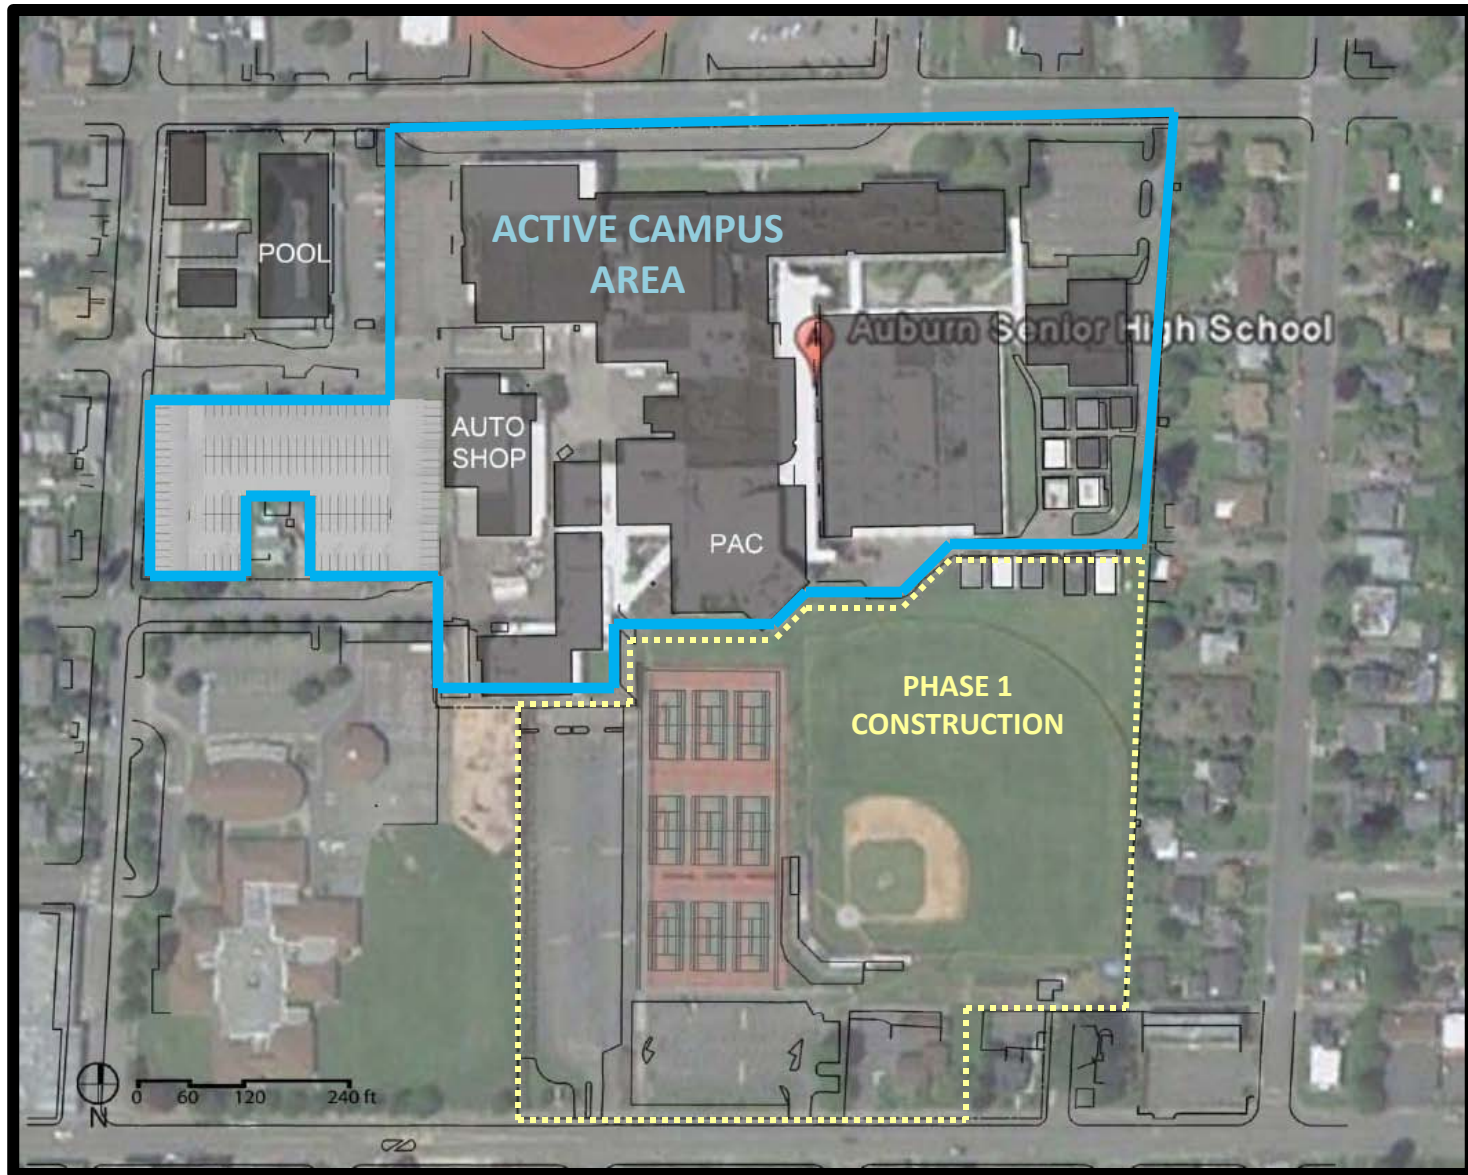 ACTIVE CAMPUS
AREA
POOL
Auburn Senior High School
AUTO
SHOP
PAC
PHASE 1
CONSTRUCTION
0 60 120 240 ft
N